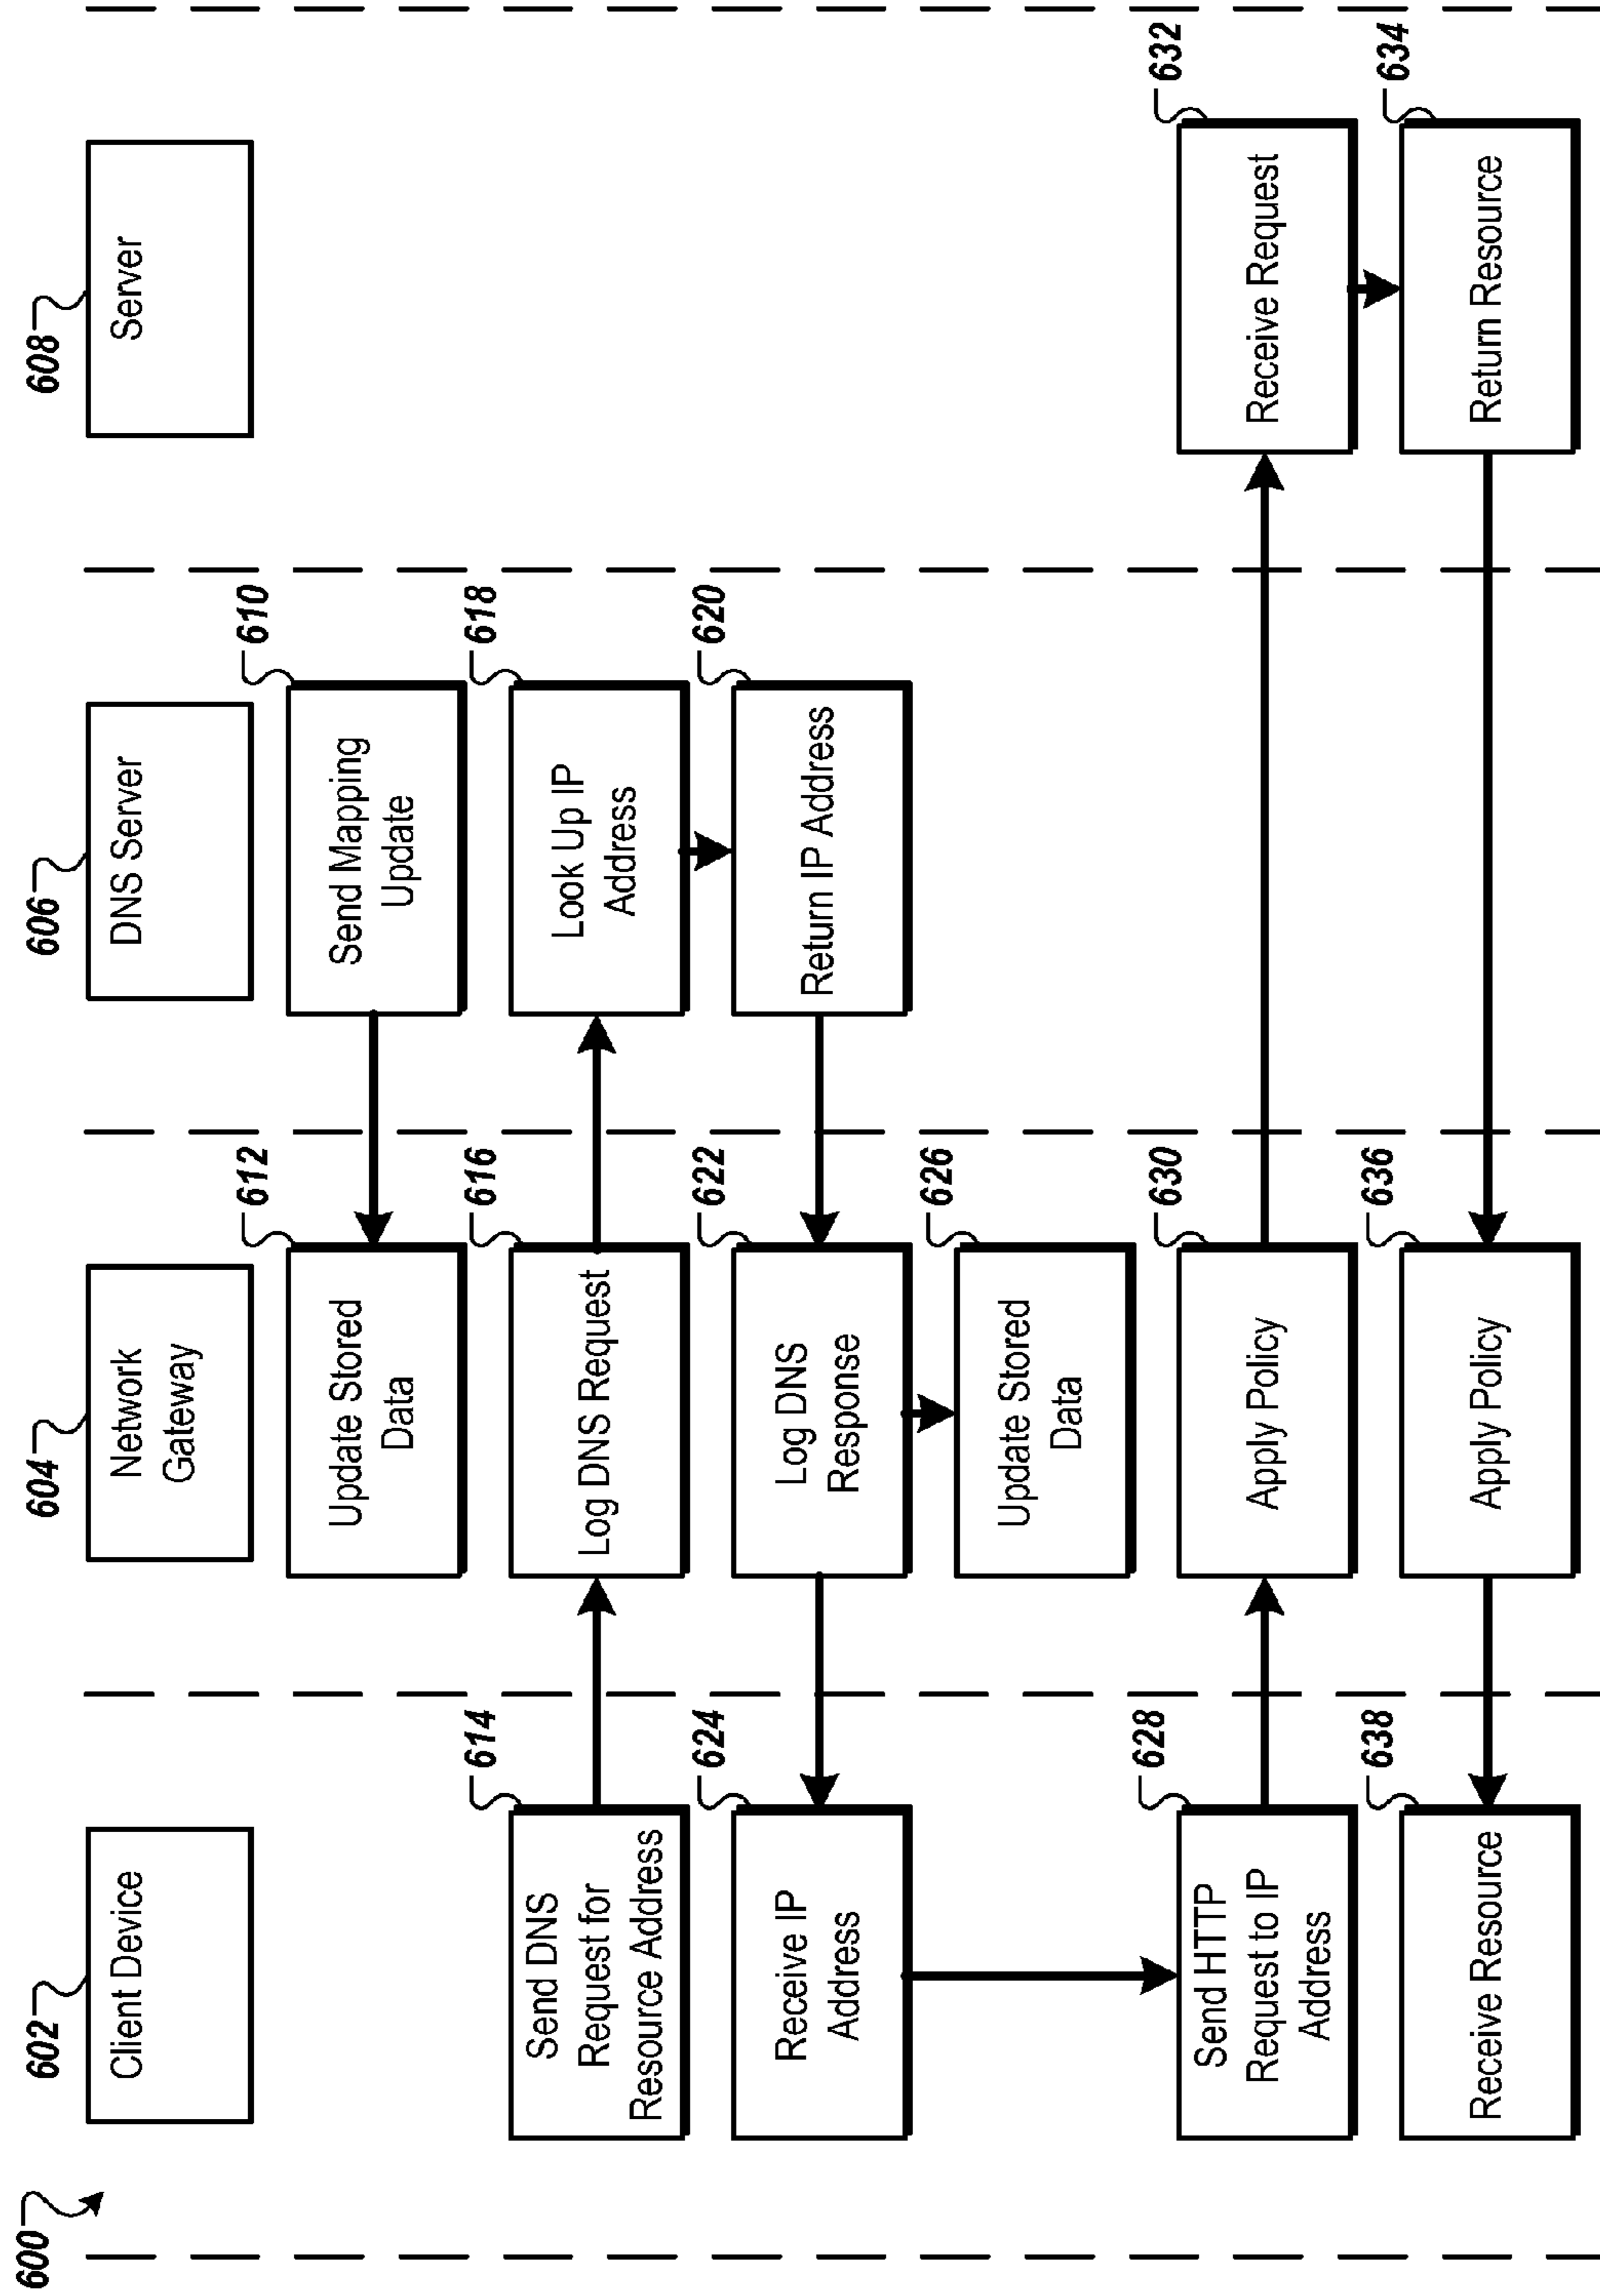 600
602
604
606
608
Client Device
Network
Gateway
DNS Server
Server
612
610
Update Stored
Data
Send Mapping
Update
614
616
618
Send DNS
Request for
Resource Address
Log DNS Request
Look Up IP
Address
624
622
620
Receive IP
Address
Log DNS
Response
Return IP Address
626
Update Stored
Data
628
630
632
Send HTTP
Request to IP
Address
Apply Policy
Receive Request
638
636
634
Receive Resource
Apply Policy
Return Resource